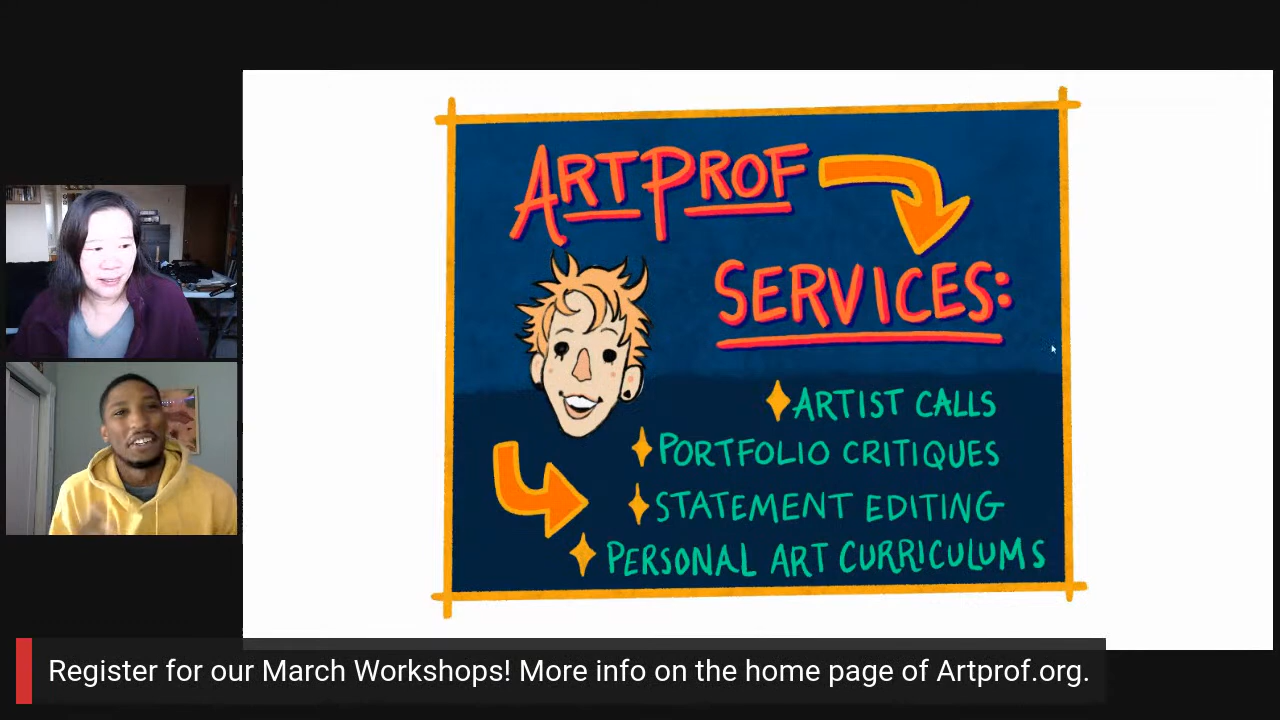 ARTPROF
SERVICES:
ARTIST CALLS
PORTFOLIO CRITIQUES
STATEMENT EDITING
PERSONAL ART CURRICULUMS
Register for our March Workshops! More info on the home page of Artprof.org.